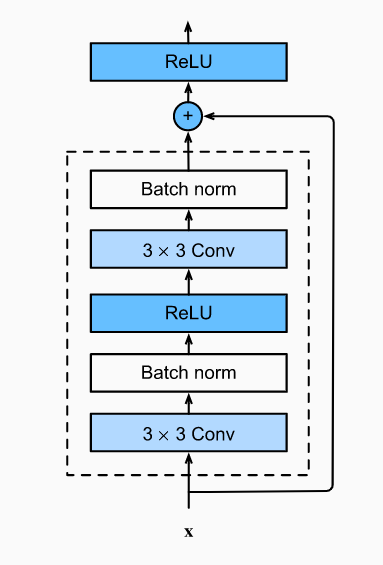 ReLU
+
Batch norm
3 × 3 Conv
ReLU
Batch norm
3 × 3 Conv
x